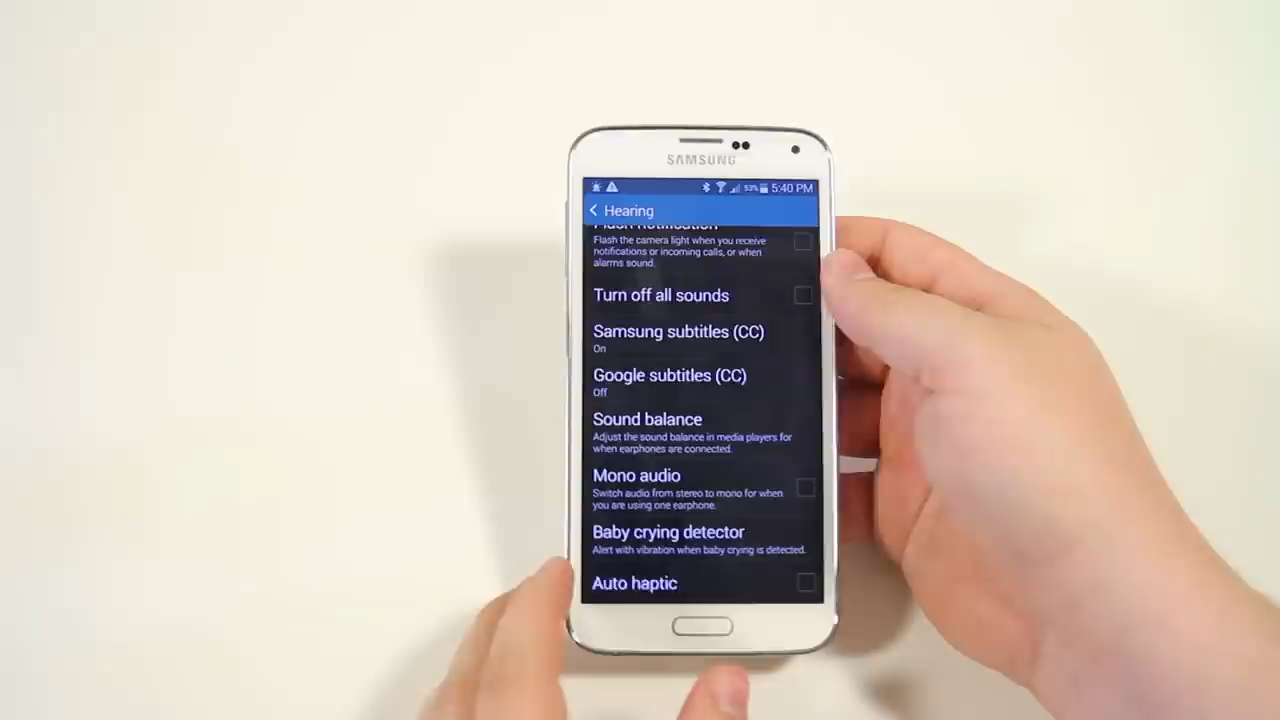 SAMSUNG
53% 5:40 PM
Hearing
Flash notification
Flash the camera light when you receive
notifications or incoming calls, or when
alarms sound.
Turn off all sounds
Samsung subtitles (CC)
On
Google subtitles (CC)
Off
Sound balance
Adjust the sound balance in media players for
when earphones are connected.
Mono audio
Switch audio from stereo to mono for when
you are using one earphone.
Baby crying detector
Alert with vibration when baby crying is detected.
Auto haptic